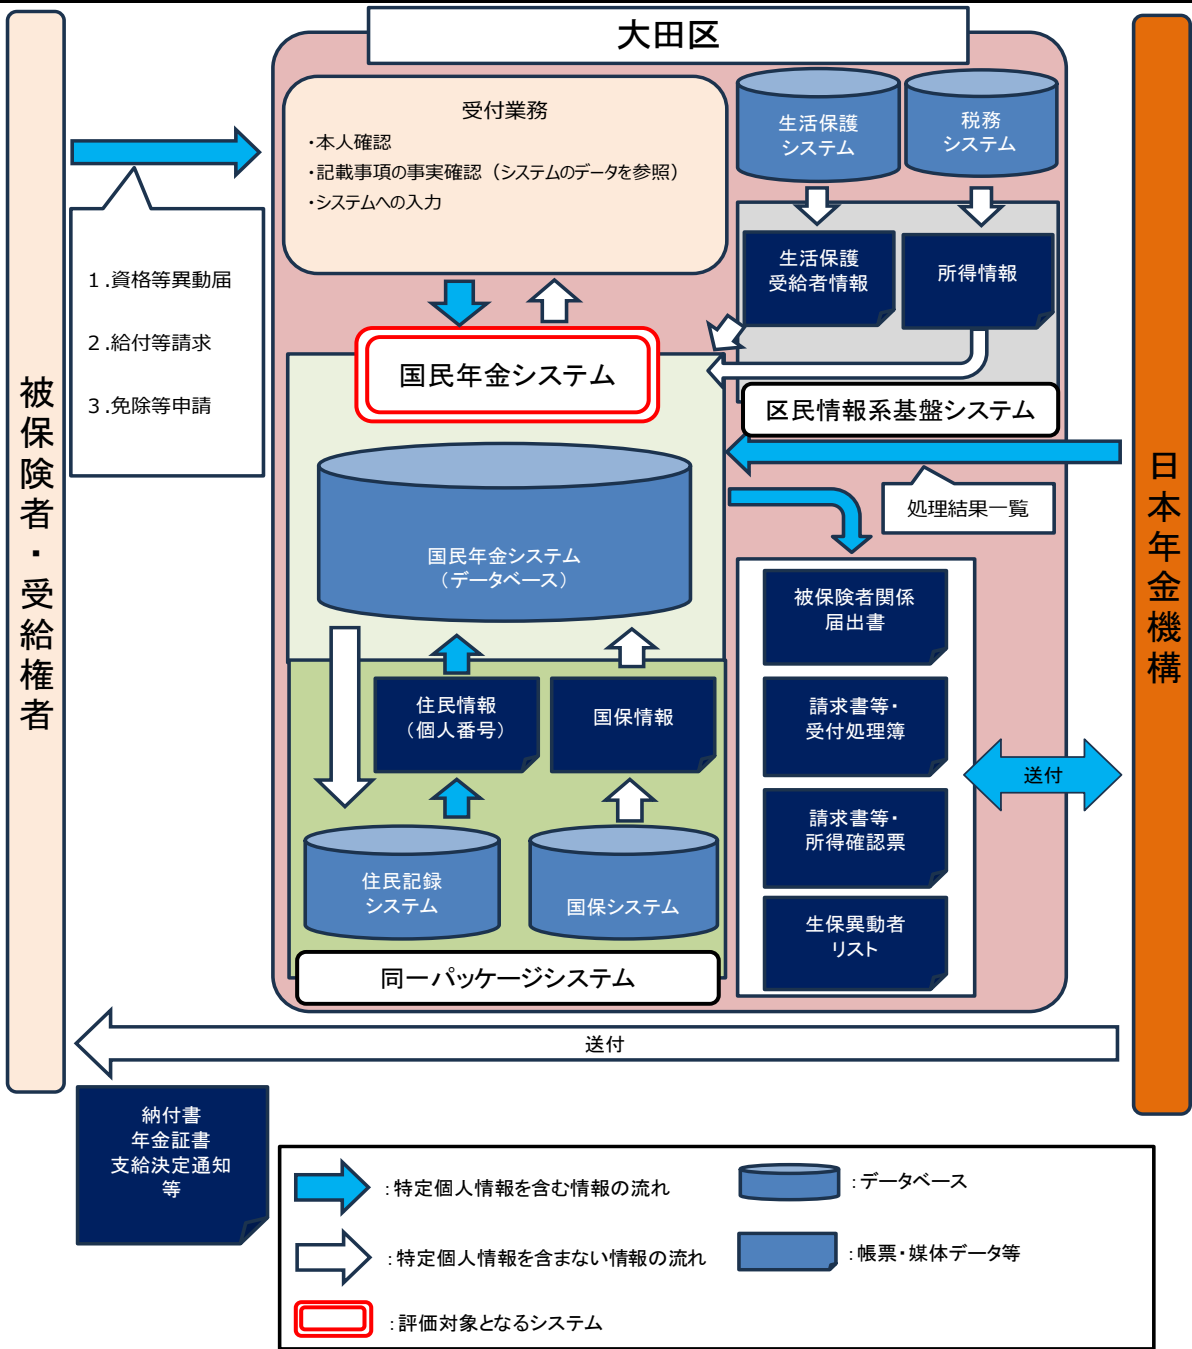 大田区
受付業務
・本人確認
・記載事項の事実確認（システムのデータを参照）
・システムへの入力
生活保護
システム
税務
システム
生活保護
受給者情報
所得情報
区民情報系基盤システム
1.資格等異動届
2.給付等請求
3.免除等申請
被保険者・受給権者
国民年金システム
国民年金システム
（データベース）
処理結果一覧
日本年金機構
住民情報
（個人番号）
国保情報
住民記録
システム
国保システム
同一パッケージシステム
被保険者関係
届出書
請求書等・
受付処理簿
請求書等・
所得確認票
生保異動者
リスト
送付
送付
納付書
年金証書
支給決定通知
等
:特定個人情報を含む情報の流れ
:データベース
:特定個人情報を含まない情報の流れ
:帳票・媒体データ等
:評価対象となるシステム